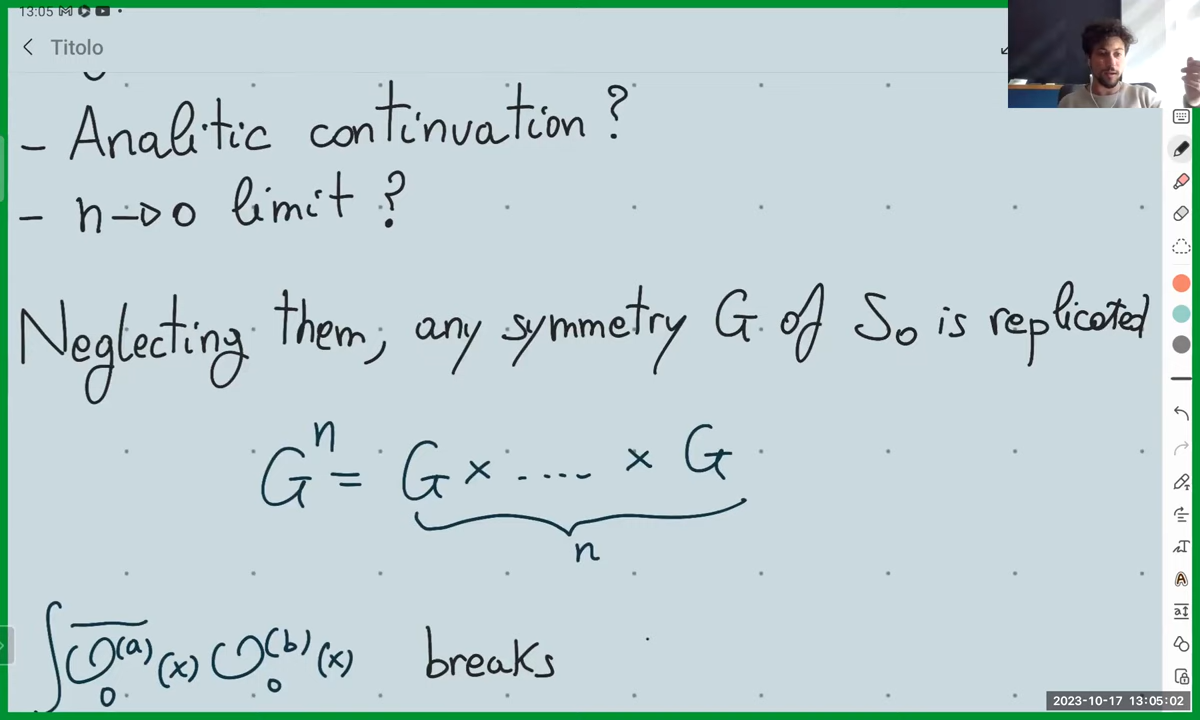 13:05
Titolo
- Analitic continuation ?
- n → 0 limit ?
Neglecting them, any symmetry G of S₀ is replicated
Gⁿ = G × .... × G
n
∫ O̅₀⁽ᵃ⁾(x) O₀⁽ᵇ⁾(x) breaks
2023-10-17 13:05:02